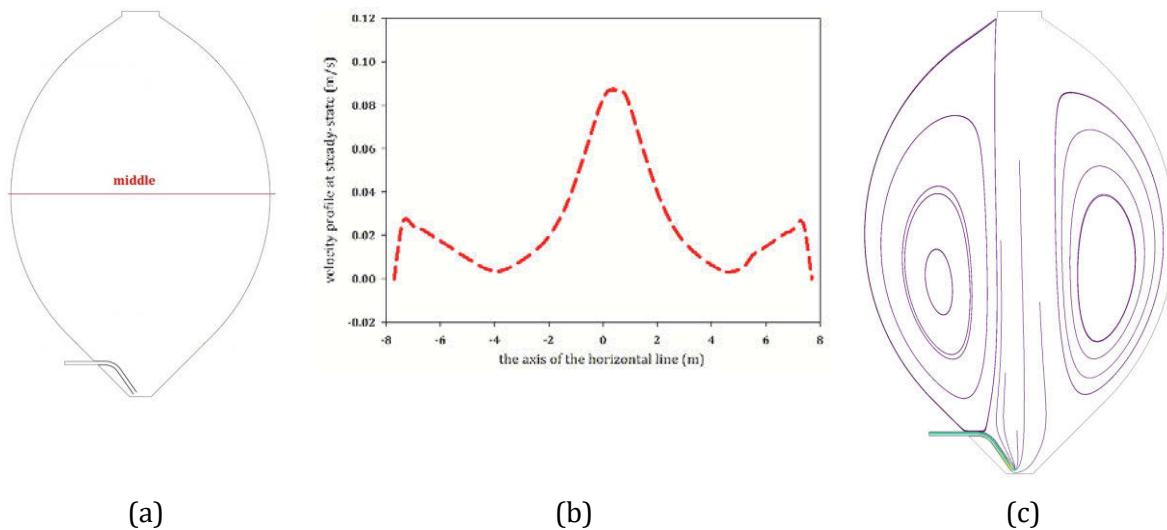 middle
velocity profile at steady-state (m/s)
0.12
0.10
0.08
0.06
0.04
0.02
0.00
-0.02
-8 -6 -4 -2 0 2 4 6 8
the axis of the horizontal line (m)
(a) (b) (c)